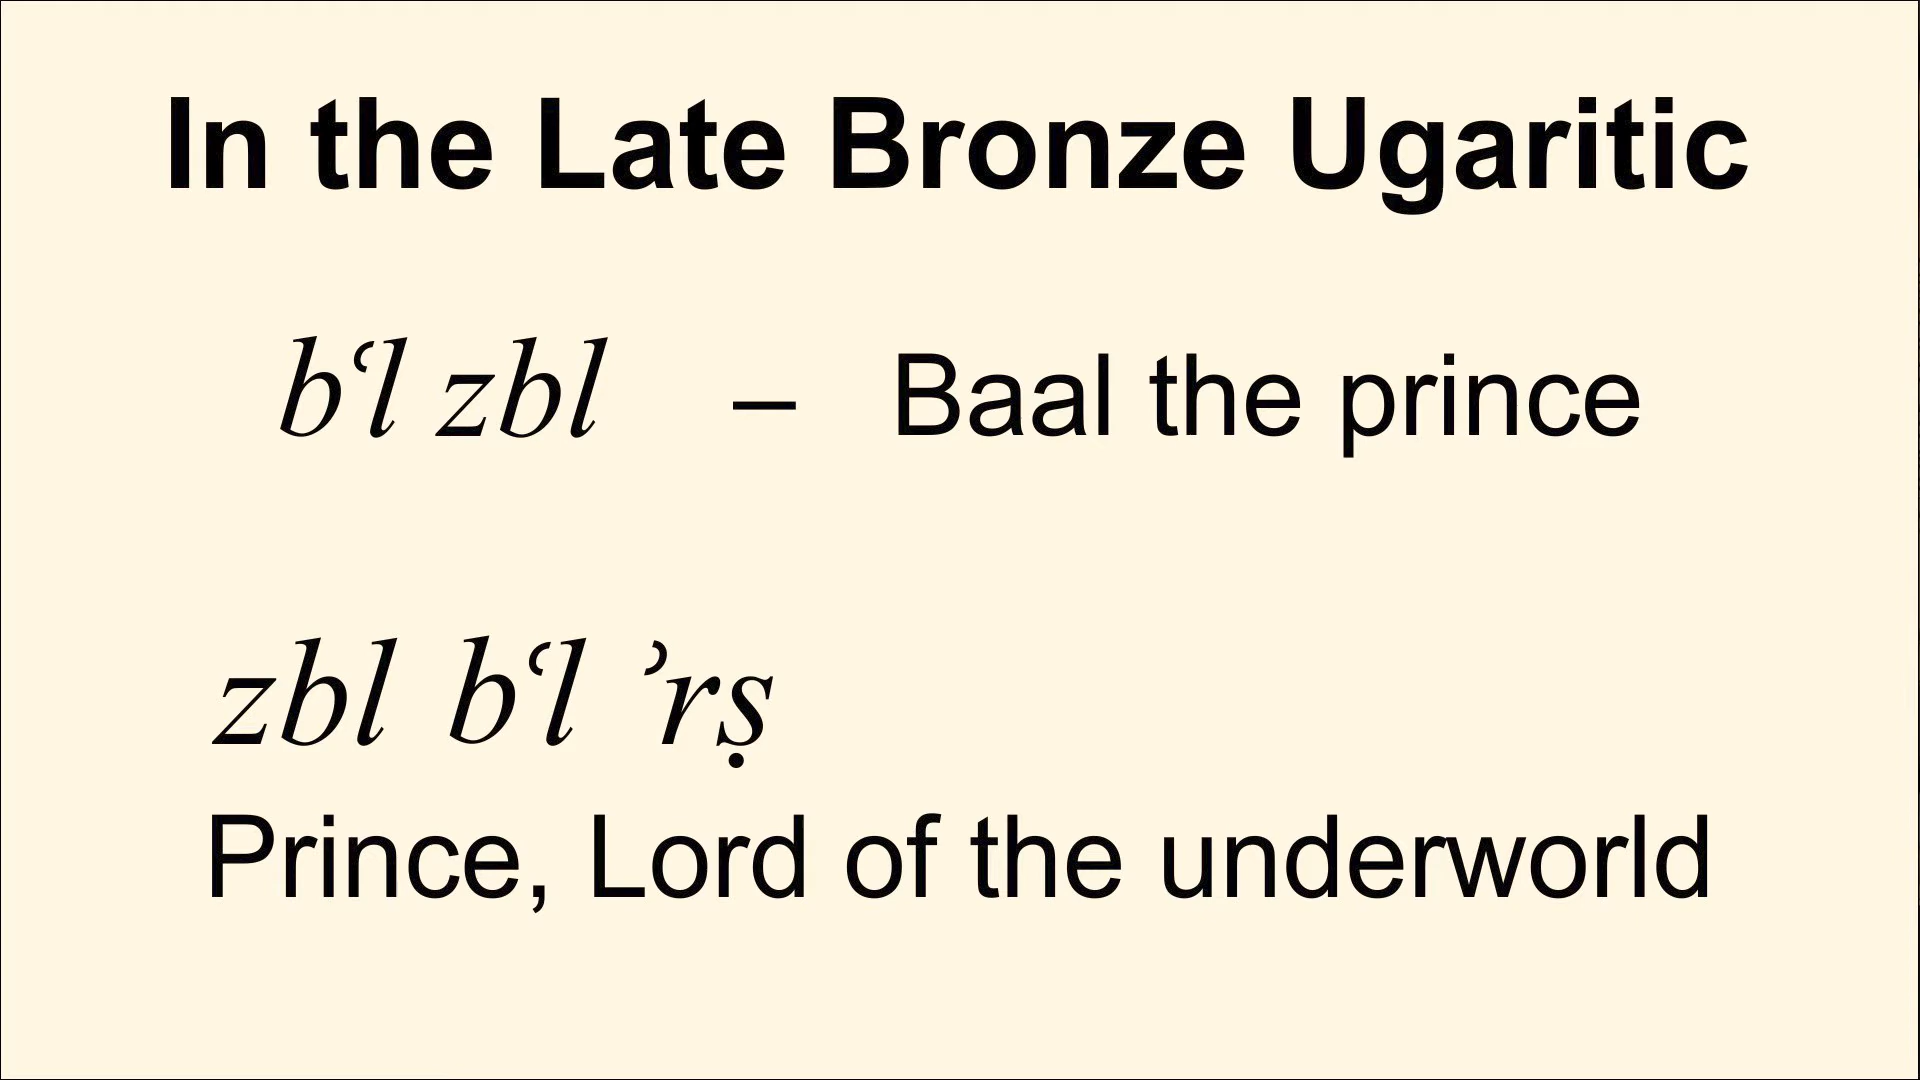 In the Late Bronze Ugaritic
bʿl zbl – Baal the prince
zbl bʿl ʾrṣ
Prince, Lord of the underworld